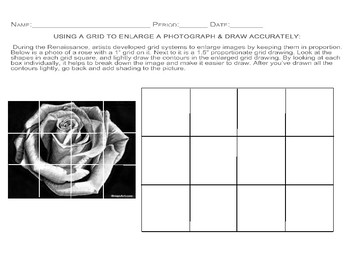 NAME:____________________ PERIOD:________ DATE:__________
USING A GRID TO ENLARGE A PHOTOGRAPH & DRAW ACCURATELY:
During the Renaissance, artists developed grid systems to enlarge images by keeping them in proportion.
Below is a photo of a rose with a 1" grid on it. Next to it is a 1.5" proportionate grid drawing. Look at the
shapes in each grid square, and lightly draw the contours in the enlarged grid drawing. By looking at each
box individually, it helps to break down the image and make it easier to draw. After you've drawn all the
contours lightly, go back and add shading to the picture.